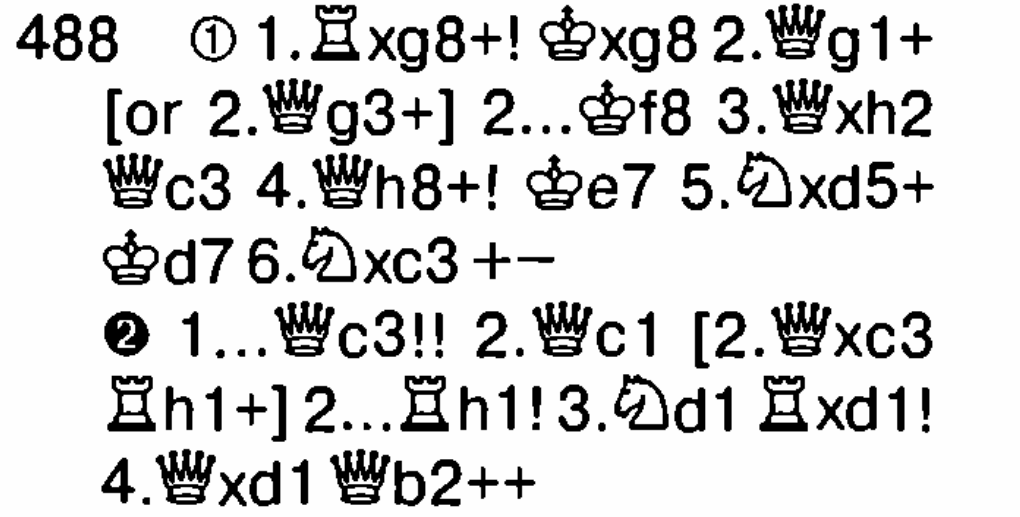 488 ① 1.♖xg8+! ♔xg8 2.♕g1+
[or 2.♕g3+] 2...♔f8 3.♕xh2
♕c3 4.♕h8+! ♔e7 5.♘xd5+
♔d7 6.♘xc3 +−
❷ 1...♕c3!! 2.♕c1 [2.♕xc3
♖h1+] 2...♖h1! 3.♘d1 ♖xd1!
4.♕xd1 ♕b2++